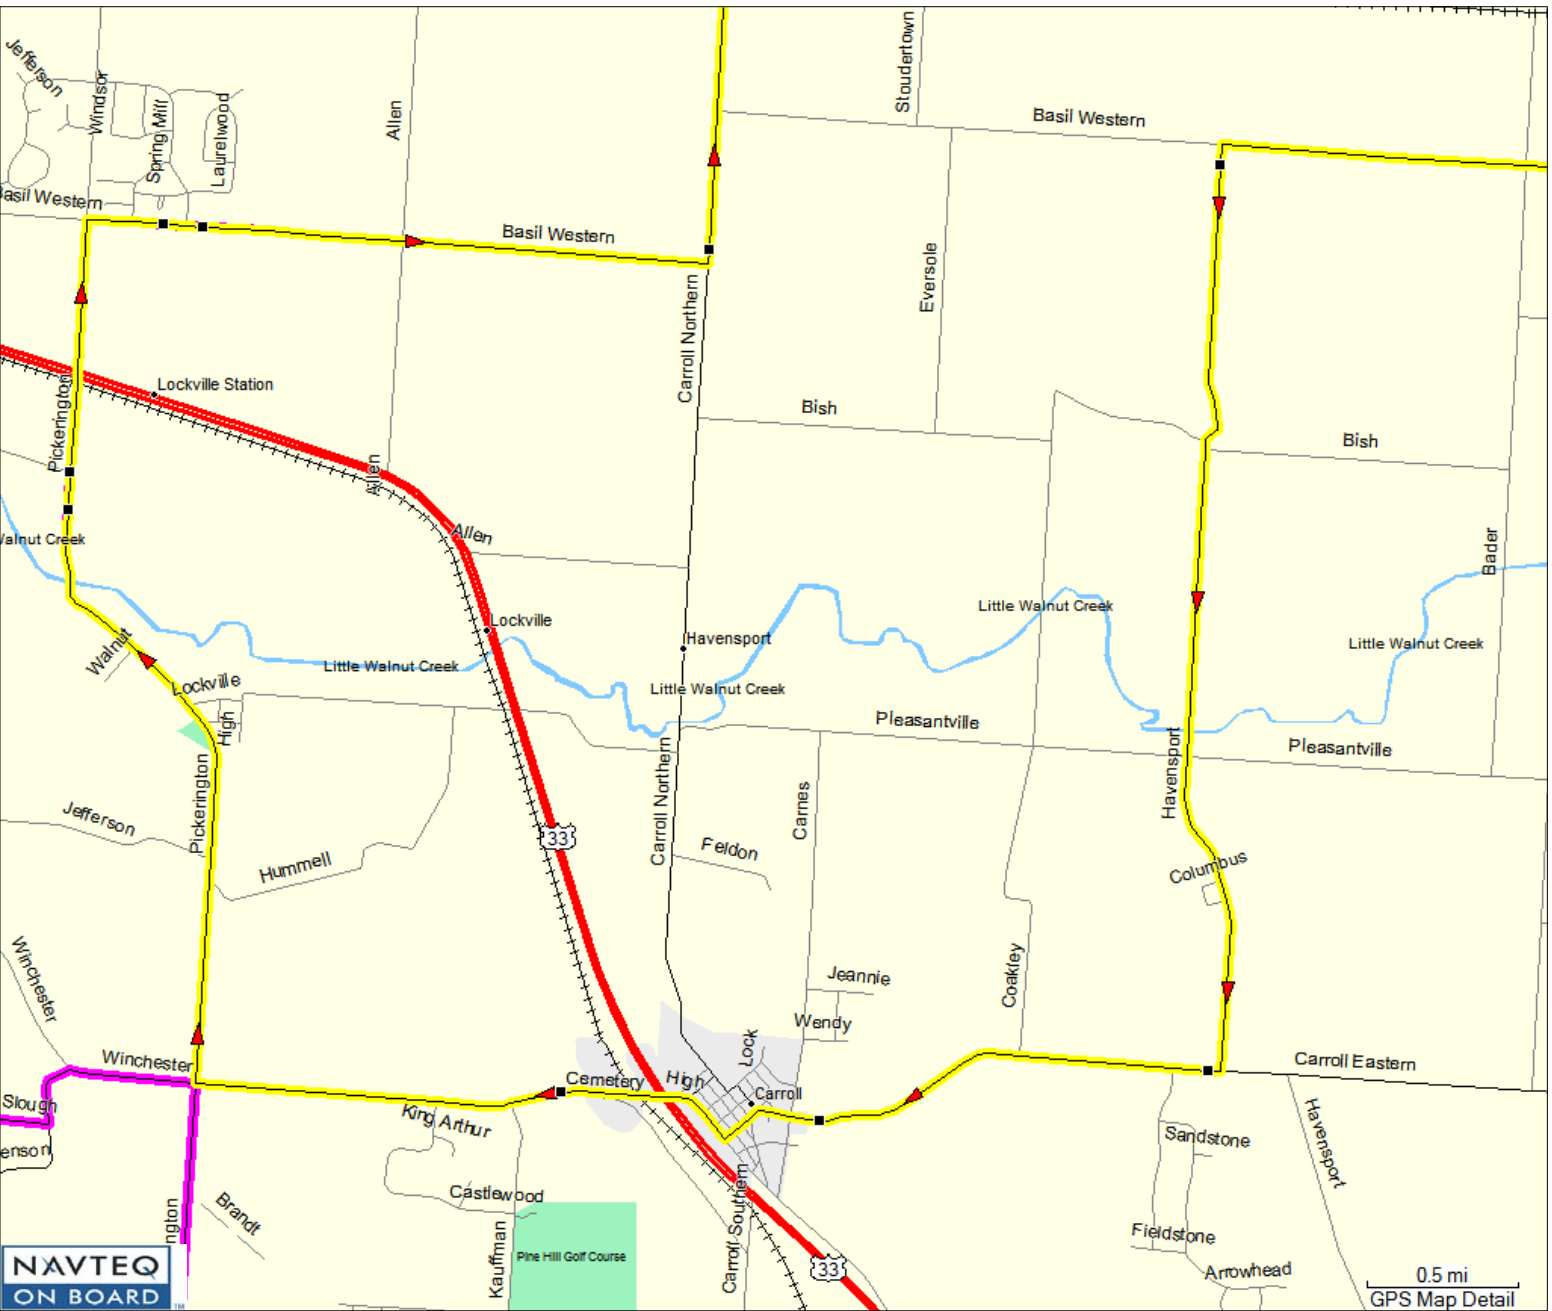 Jefferson
Windsor
Spring Mill
Laurelwood
Allen
Stoudertown
Basil Western
Basil Western
Basil Western
Eversole
Carroll Northern
Lockville Station
Pickerington
Bish
Bish
Allen
Allen
Walnut Creek
Bader
Lockville
Havensport
Little Walnut Creek
Little Walnut Creek
Little Walnut Creek
Little Walnut Creek
Walnut
Lockville
High
Pleasantville
Pleasantville
Havensport
Pickerington
Carroll Northern
Carnes
Jefferson
Hummell
33
Feldon
Columbus
Winchester
Coakley
Jeannie
Wendy
Lock
Winchester
Cemetery
High
Carroll
Carroll Eastern
Slough
King Arthur
enson
Sandstone
Havensport
Castlewood
Brandt
ngton
Kauffman
Pine Hill Golf Course
Carroll Southern
Fieldstone
Arrowhead
33
NAVTEQ
ON BOARD
TM
0.5 mi
GPS Map Detail